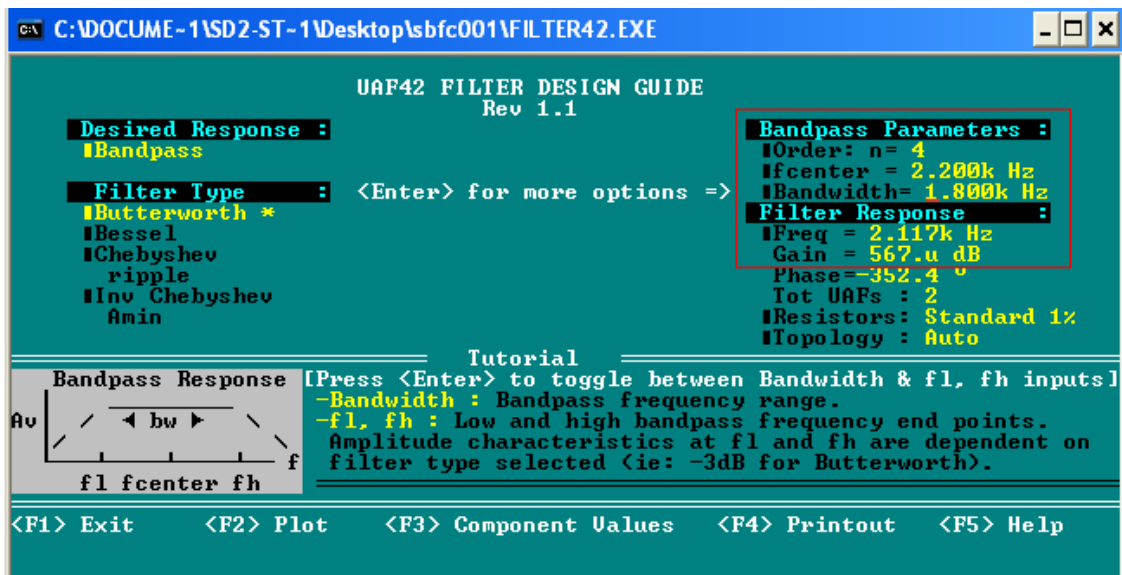 C:\DOCUME~1\SD2-ST~1\Desktop\sbfc001\FILTER42.EXE
UAF42 FILTER DESIGN GUIDE
Rev 1.1
Desired Response :
Bandpass
Filter Type :
Butterworth *
Bessel
Chebyshev
ripple
Inv Chebyshev
Amin
<Enter> for more options =>
Bandpass Parameters :
Order: n= 4
fcenter = 2.200k Hz
Bandwidth= 1.800k Hz
Filter Response :
Freq = 2.117k Hz
Gain = 567.u dB
Phase=-352.4 º
Tot UAFs : 2
Resistors: Standard 1%
Topology : Auto
Tutorial
Bandpass Response
Av
bw
f
fl fcenter fh
[Press <Enter> to toggle between Bandwidth & fl, fh inputs]
-Bandwidth : Bandpass frequency range.
-fl, fh : Low and high bandpass frequency end points.
Amplitude characteristics at fl and fh are dependent on
filter type selected (ie: -3dB for Butterworth).
<F1> Exit <F2> Plot <F3> Component Values <F4> Printout <F5> Help